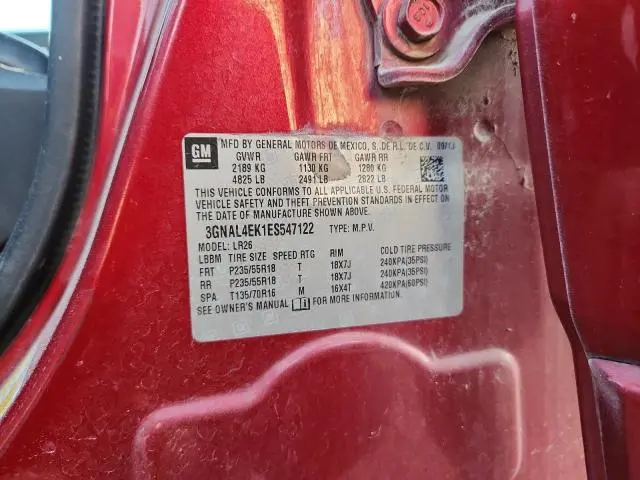 GM
MFD BY GENERAL MOTORS DE MEXICO, S. DE R.L. DE C.V. 09/13
GVWR GAWR FRT GAWR RR
2189 KG 1130 KG 1280 KG
4825 LB 2491 LB 2822 LB
THIS VEHICLE CONFORMS TO ALL APPLICABLE U.S. FEDERAL MOTOR
VEHICLE SAFETY AND THEFT PREVENTION STANDARDS IN EFFECT ON
THE DATE OF MANUFACTURE SHOWN ABOVE.
3GNAL4EK1ES547122 TYPE: M.P.V.
MODEL: LR26
LBBM TIRE SIZE SPEED RTG RIM COLD TIRE PRESSURE
FRT P235/55R18 T 18X7J 240KPA(35PSI)
RR P235/55R18 T 18X7J 240KPA(35PSI)
SPA T135/70R16 M 16X4T 420KPA(60PSI)
SEE OWNER'S MANUAL FOR MORE INFORMATION.